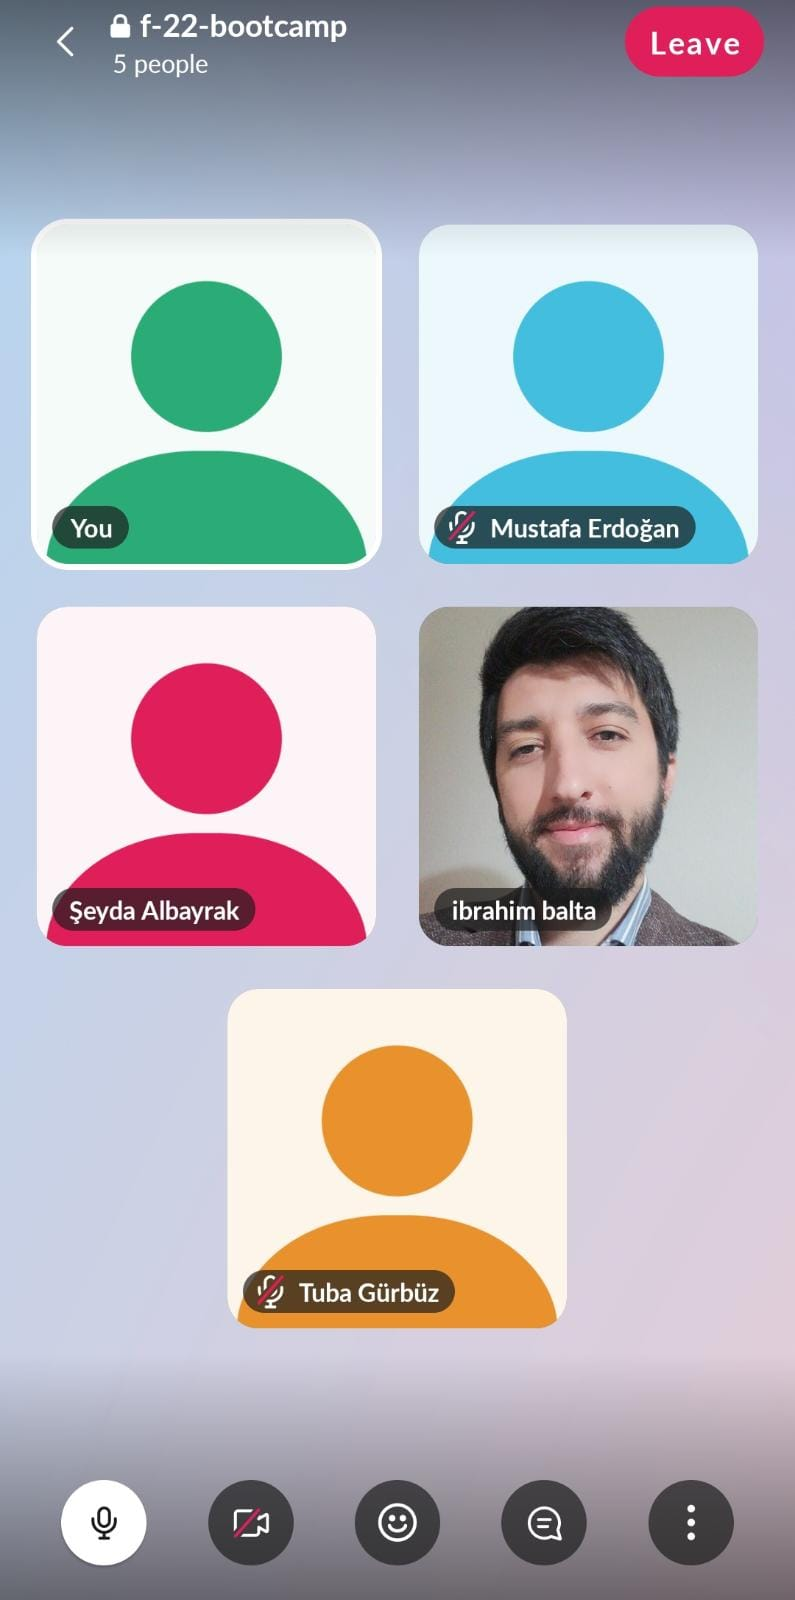 f-22-bootcamp
5 people
Leave
You
Mustafa Erdoğan
Şeyda Albayrak
ibrahim balta
Tuba Gürbüz